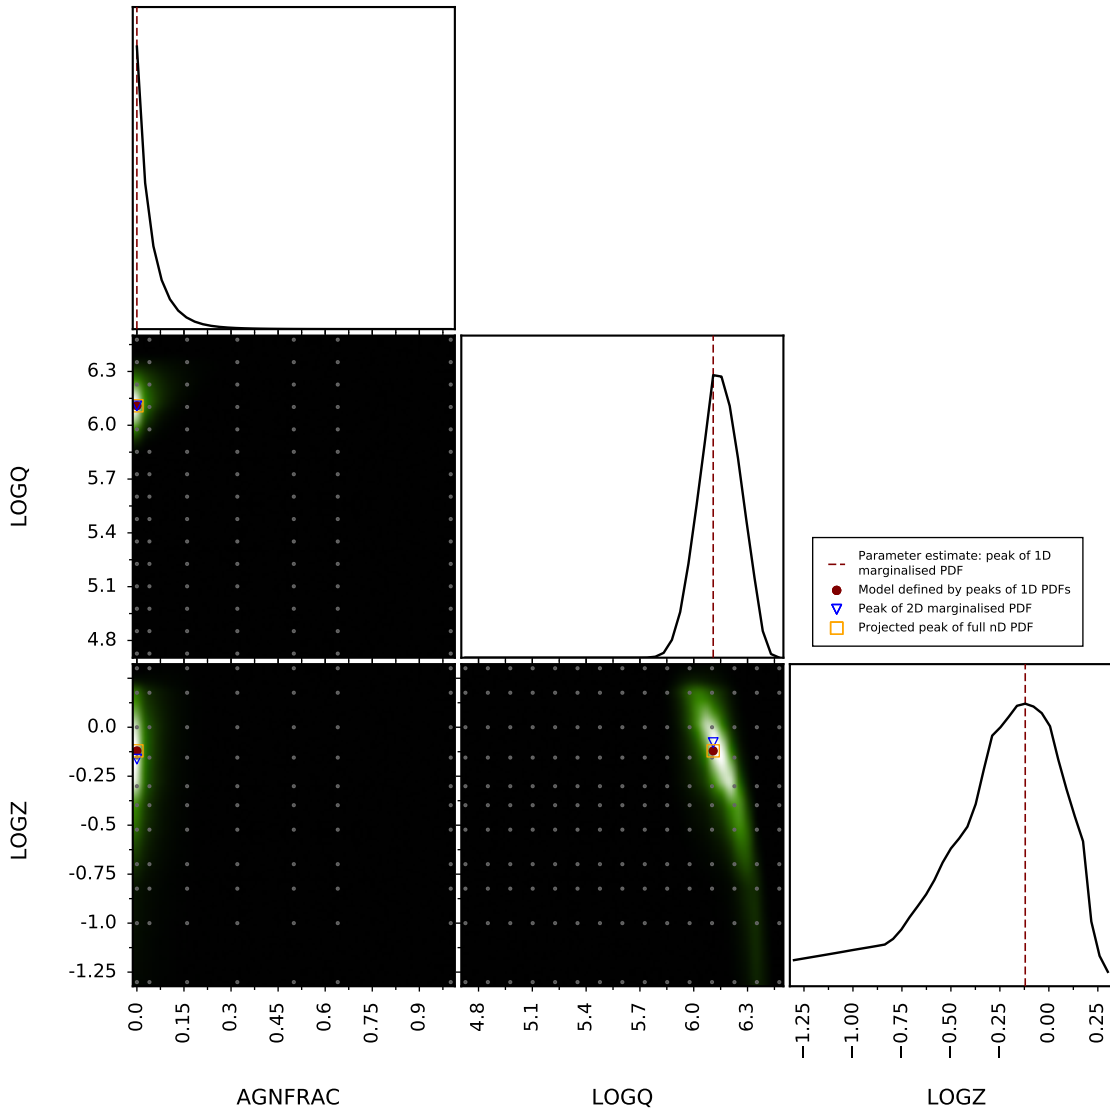 6.3
6.0
5.7
5.4
5.1
4.8
LOGQ
Parameter estimate: peak of 1D
marginalised PDF
Model defined by peaks of 1D PDFs
Peak of 2D marginalised PDF
Projected peak of full nD PDF
0.0
-0.25
-0.5
-0.75
-1.0
-1.25
LOGZ
0.0 0.15 0.3 0.45 0.6 0.75 0.9
4.8 5.1 5.4 5.7 6.0 6.3
−1.25 −1.00 −0.75 −0.50 −0.25 0.00 0.25
AGNFRAC
LOGQ
LOGZ